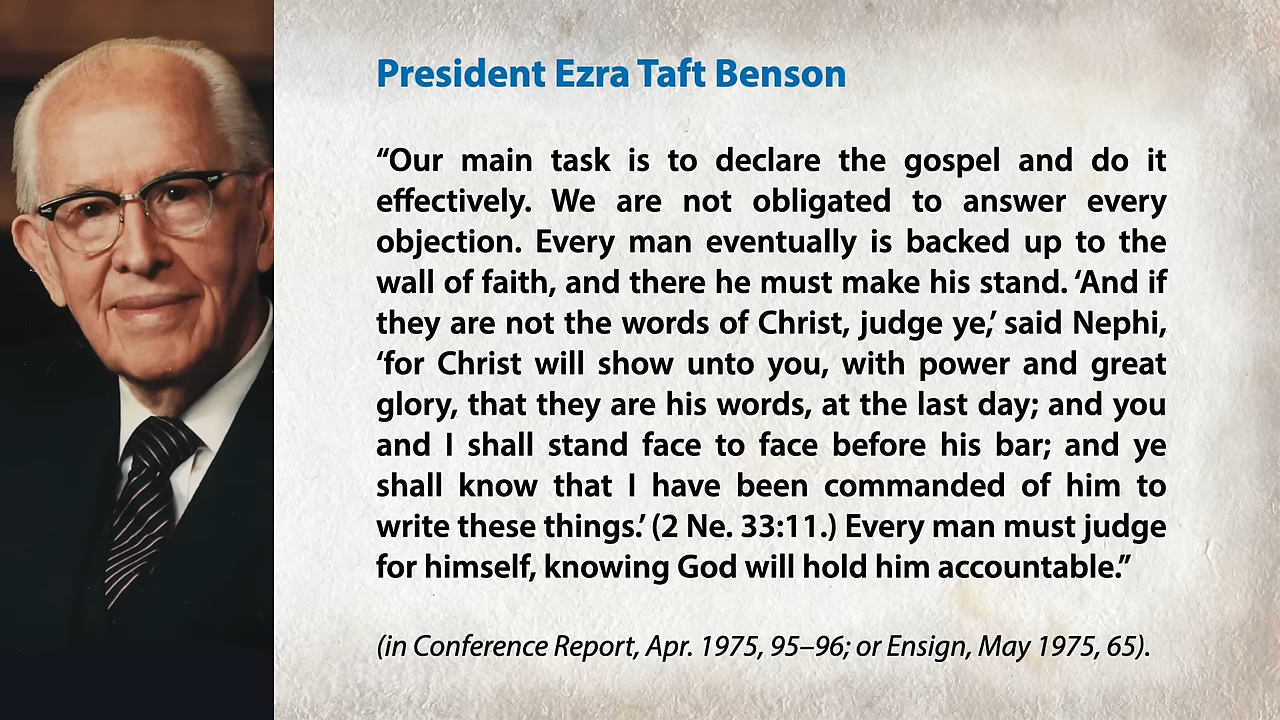 President Ezra Taft Benson
“Our main task is to declare the gospel and do it
effectively. We are not obligated to answer every
objection. Every man eventually is backed up to the
wall of faith, and there he must make his stand. ‘And if
they are not the words of Christ, judge ye,’ said Nephi,
‘for Christ will show unto you, with power and great
glory, that they are his words, at the last day; and you
and I shall stand face to face before his bar; and ye
shall know that I have been commanded of him to
write these things.’ (2 Ne. 33:11.) Every man must judge
for himself, knowing God will hold him accountable.”
(in Conference Report, Apr. 1975, 95–96; or Ensign, May 1975, 65).